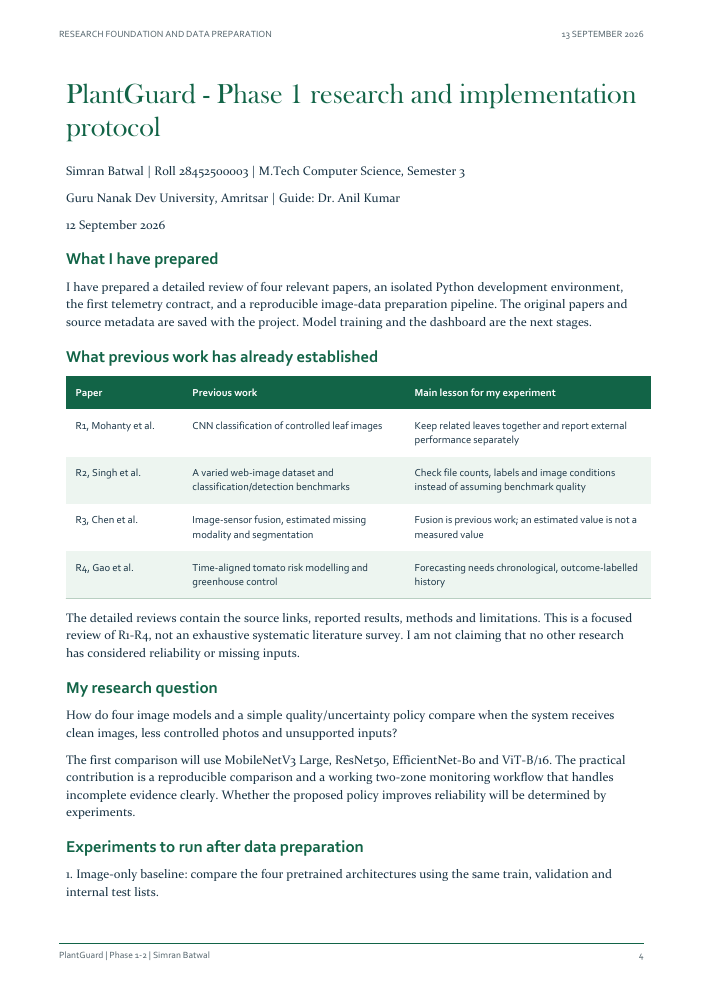 RESEARCH FOUNDATION AND DATA PREPARATION 13 SEPTEMBER 2026
PlantGuard - Phase 1 research and implementation
protocol
Simran Batwal | Roll 28452500003 | M.Tech Computer Science, Semester 3
Guru Nanak Dev University, Amritsar | Guide: Dr. Anil Kumar
12 September 2026
What I have prepared
I have prepared a detailed review of four relevant papers, an isolated Python development environment,
the first telemetry contract, and a reproducible image-data preparation pipeline. The original papers and
source metadata are saved with the project. Model training and the dashboard are the next stages.
What previous work has already established
Paper Previous work Main lesson for my experiment
R1, Mohanty et al. CNN classification of controlled leaf images Keep related leaves together and report external
performance separately
R2, Singh et al. A varied web-image dataset and Check file counts, labels and image conditions
classification/detection benchmarks instead of assuming benchmark quality
R3, Chen et al. Image-sensor fusion, estimated missing Fusion is previous work; an estimated value is not a
modality and segmentation measured value
R4, Gao et al. Time-aligned tomato risk modelling and Forecasting needs chronological, outcome-labelled
greenhouse control history
The detailed reviews contain the source links, reported results, methods and limitations. This is a focused
review of R1-R4, not an exhaustive systematic literature survey. I am not claiming that no other research
has considered reliability or missing inputs.
My research question
How do four image models and a simple quality/uncertainty policy compare when the system receives
clean images, less controlled photos and unsupported inputs?
The first comparison will use MobileNetV3 Large, ResNet50, EfficientNet-B0 and ViT-B/16. The practical
contribution is a reproducible comparison and a working two-zone monitoring workflow that handles
incomplete evidence clearly. Whether the proposed policy improves reliability will be determined by
experiments.
Experiments to run after data preparation
1. Image-only baseline: compare the four pretrained architectures using the same train, validation and
internal test lists.
PlantGuard | Phase 1-2 | Simran Batwal 4